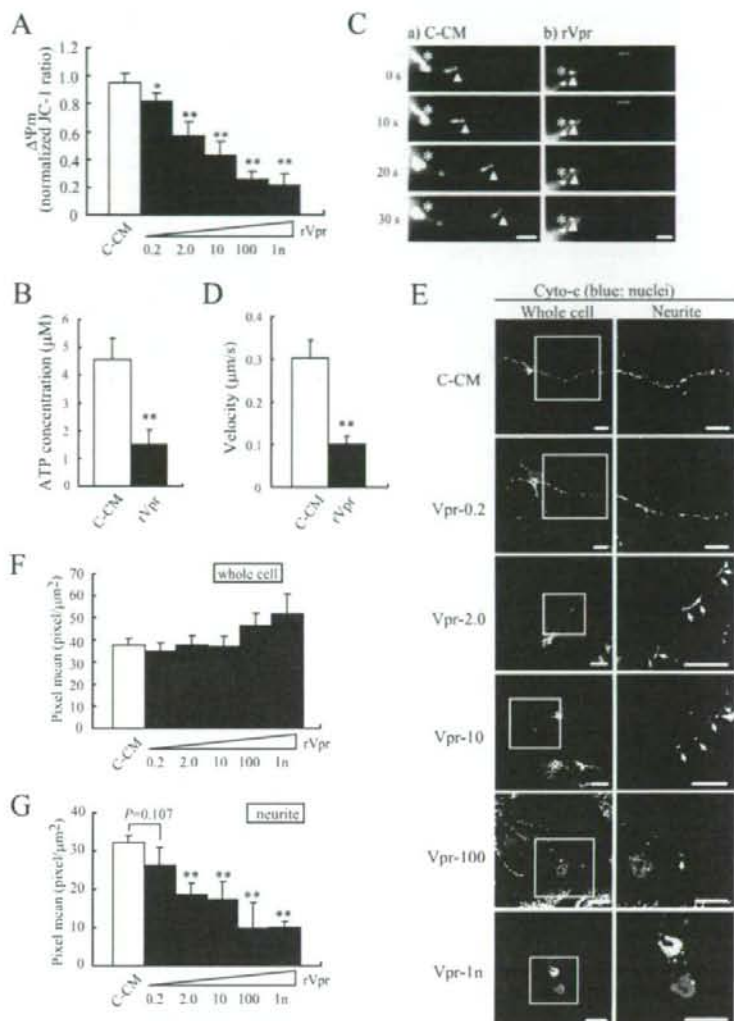 A
ΔΨm
(normalized JC-1 ratio)
1.2
1.0
0.8
0.6
0.4
0.2
0
*
**
**
**
**
C-CM
0.2 2.0 10 100 1n
rVpr
C
a) C-CM
b) rVpr
0 s
10 s
20 s
30 s
*
*
*
*
*
*
*
*
B
ATP concentration (μM)
6
5
4
3
2
1
0
**
C-CM
rVpr
D
Velocity (μm/s)
0.4
0.3
0.2
0.1
0
**
C-CM
rVpr
E
Cyto-c (blue: nuclei)
Whole cell Neurite
C-CM
Vpr-0.2
Vpr-2.0
Vpr-10
Vpr-100
Vpr-1n
F
whole cell
Pixel mean (pixel/μm²)
70
60
50
40
30
20
10
0
C-CM
0.2 2.0 10 100 1n
rVpr
G
neurite
Pixel mean (pixel/μm²)
40
30
20
10
0
P=0.107
**
**
**
**
C-CM
0.2 2.0 10 100 1n
rVpr